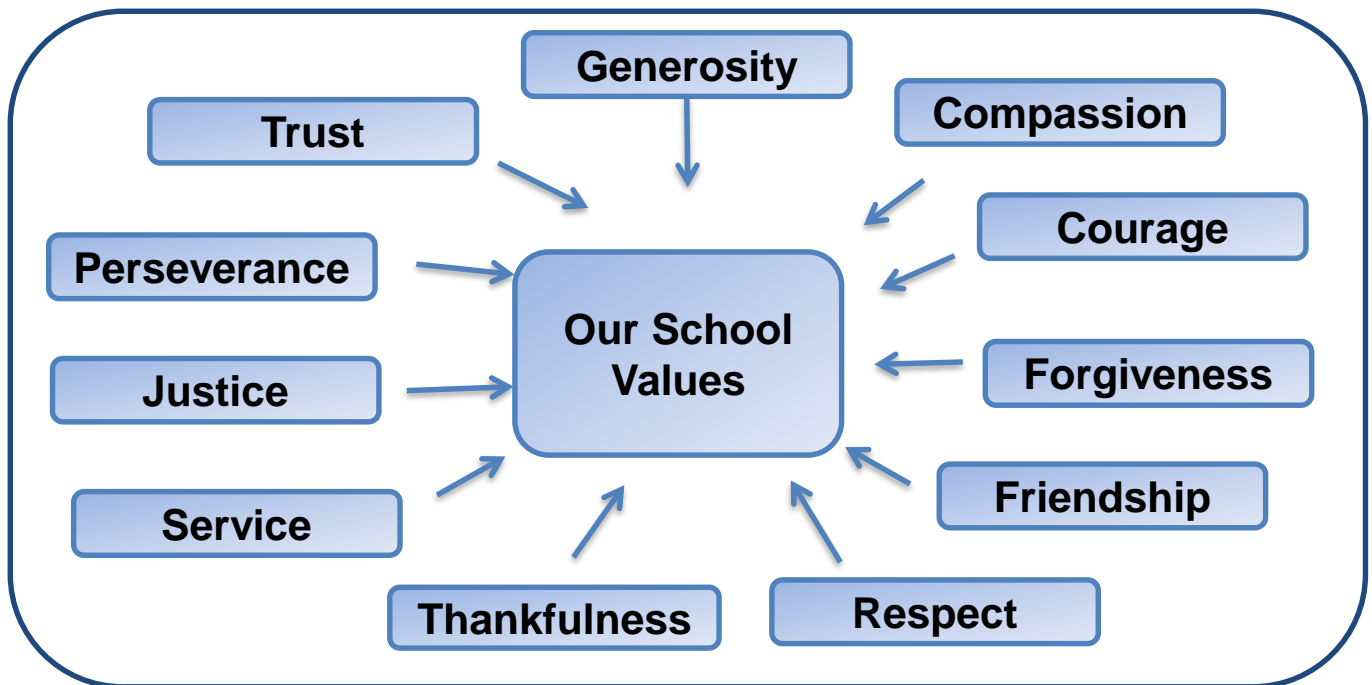 Generosity
Compassion
Trust
Courage
Perseverance
Our School
Values
Forgiveness
Justice
Friendship
Service
Respect
Thankfulness